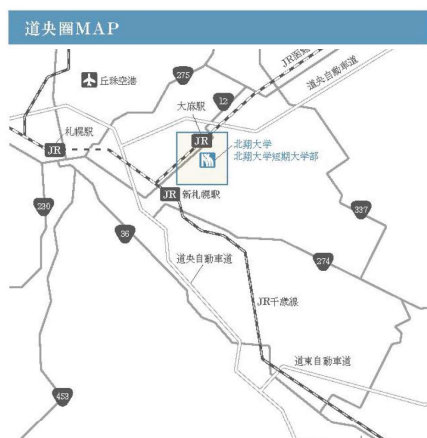 道央圏MAP
JR函館
275
丘珠空港
道央自動車道
12
大麻駅
JR
札幌駅
JR
北翔大学
北翔大学短期大学部
JR 新札幌駅
230
337
36
274
道央自動車道
JR千歳線
道東自動車道
453